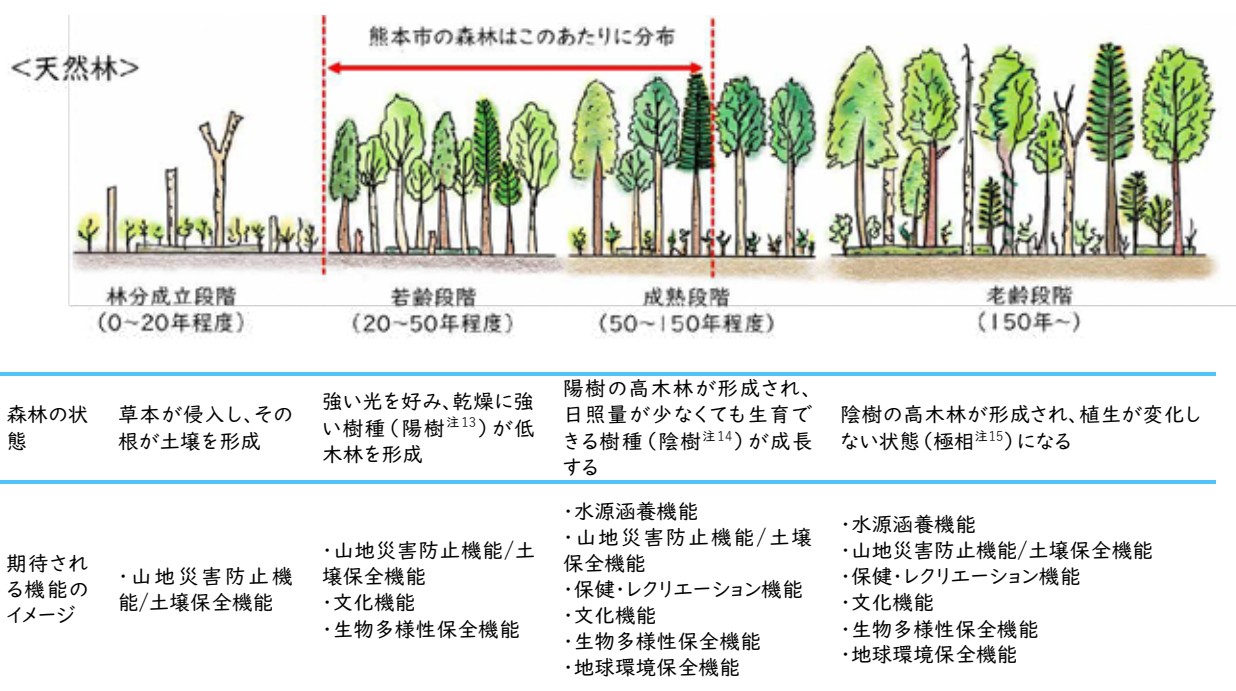 熊本市の森林はこのあたりに分布
<天然林>
林分成立段階
(0~20年程度)
若齢段階
(20~50年程度)
成熟段階
(50~150年程度)
老齢段階
(150年~)
森林の状
態
草本が侵入し、その
根が土壌を形成
強い光を好み、乾燥に強
い樹種(陽樹注13)が低
木林を形成
陽樹の高木林が形成され、
日照量が少なくても生育で
きる樹種(陰樹注14)が成長
する
陰樹の高木林が形成され、植生が変化し
ない状態(極相注15)になる
期待され
る機能の
イメージ
・山地災害防止機
能/土壌保全機能
・山地災害防止機能/土
壌保全機能
・文化機能
・生物多様性保全機能
・水源涵養機能
・山地災害防止機能/土壌
保全機能
・保健・レクリエーション機能
・文化機能
・生物多様性保全機能
・地球環境保全機能
・水源涵養機能
・山地災害防止機能/土壌保全機能
・保健・レクリエーション機能
・文化機能
・生物多様性保全機能
・地球環境保全機能